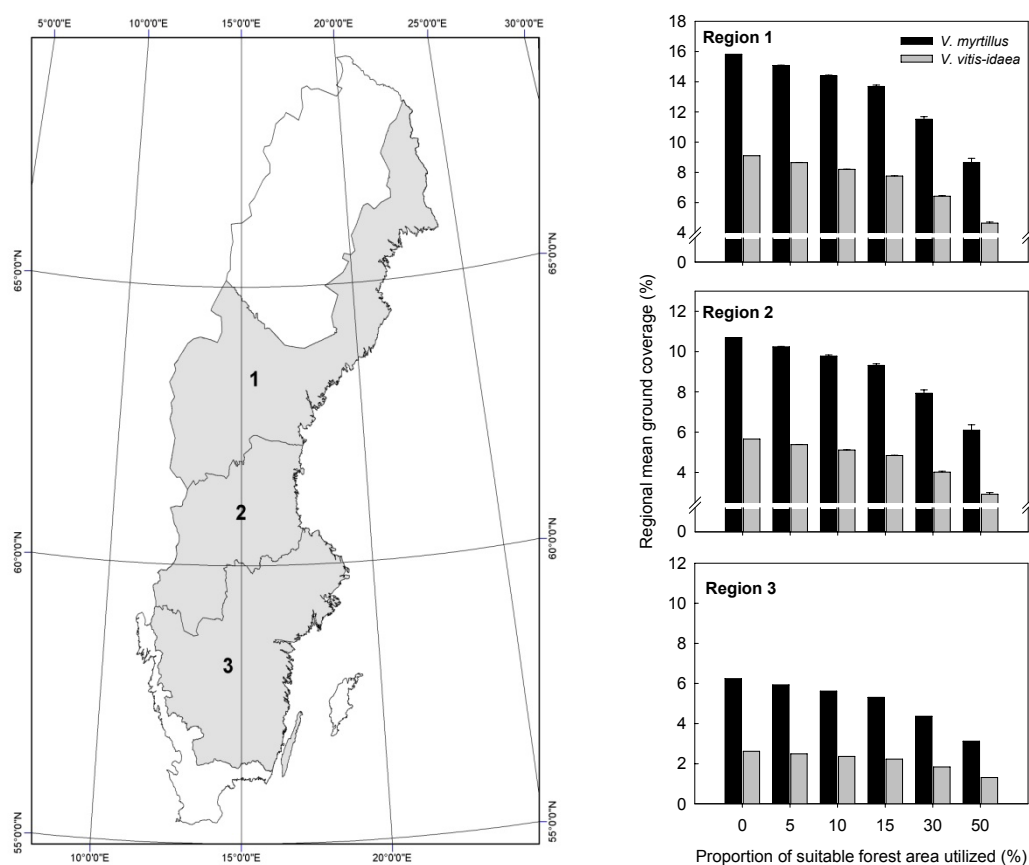 5°0'0"E 10°0'0"E 15°0'0"E 20°0'0"E 25°0'0"E 30°0'0"E
65°0'0"N
65°0'0"N
60°0'0"N
60°0'0"N
55°0'0"N
55°0'0"N
1
2
3
10°0'0"E 15°0'0"E 20°0'0"E
Regional mean ground coverage (%)
Region 1
V. myrtillus
V. vitis-idaea
18
16
14
12
10
8
6
4
0
Region 2
12
10
8
6
4
0
Region 3
12
10
8
6
4
2
0
0 5 10 15 30 50
Proportion of suitable forest area utilized (%)